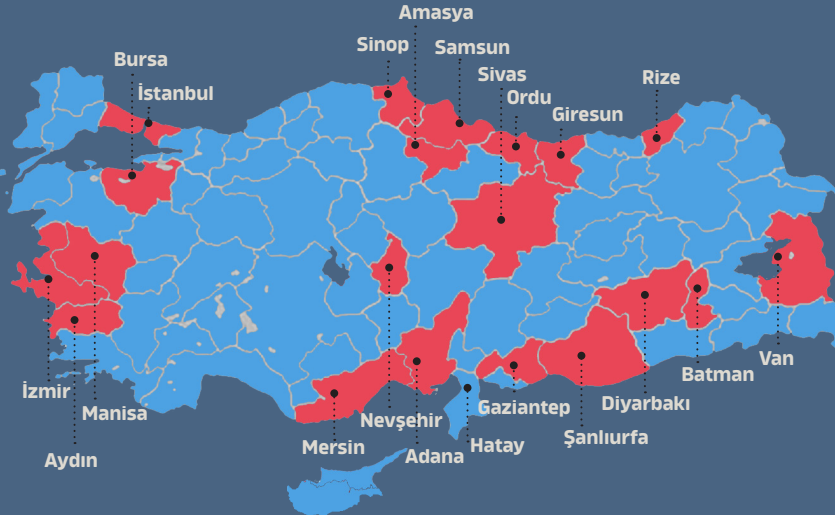 Amasya
Sinop
Samsun
Bursa
Sivas
Rize
İstanbul
Ordu
Giresun
Van
Batman
İzmir
Diyarbakı
Manisa
Gaziantep
Nevşehir
Şanlıurfa
Mersin
Hatay
Adana
Aydın